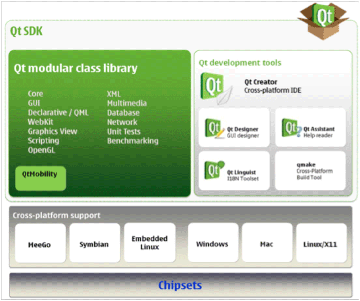 Qt
Qt SDK
Qt modular class library
Core
GUI
Declarative / QML
WebKit
Graphics View
Scripting
OpenGL
XML
Multimedia
Database
Network
Unit Tests
Benchmarking
QtMobility
Qt development tools
Qt
Qt Creator
Cross-platform IDE
Qt Designer
GUI designer
Qt Assistant
Help reader
Qt Linguist
I18N Toolset
qmake
Cross-Platform
Build Tool
Cross-platform support
MeeGo
Symbian
Embedded
Linux
Windows
Mac
Linux/X11
Chipsets